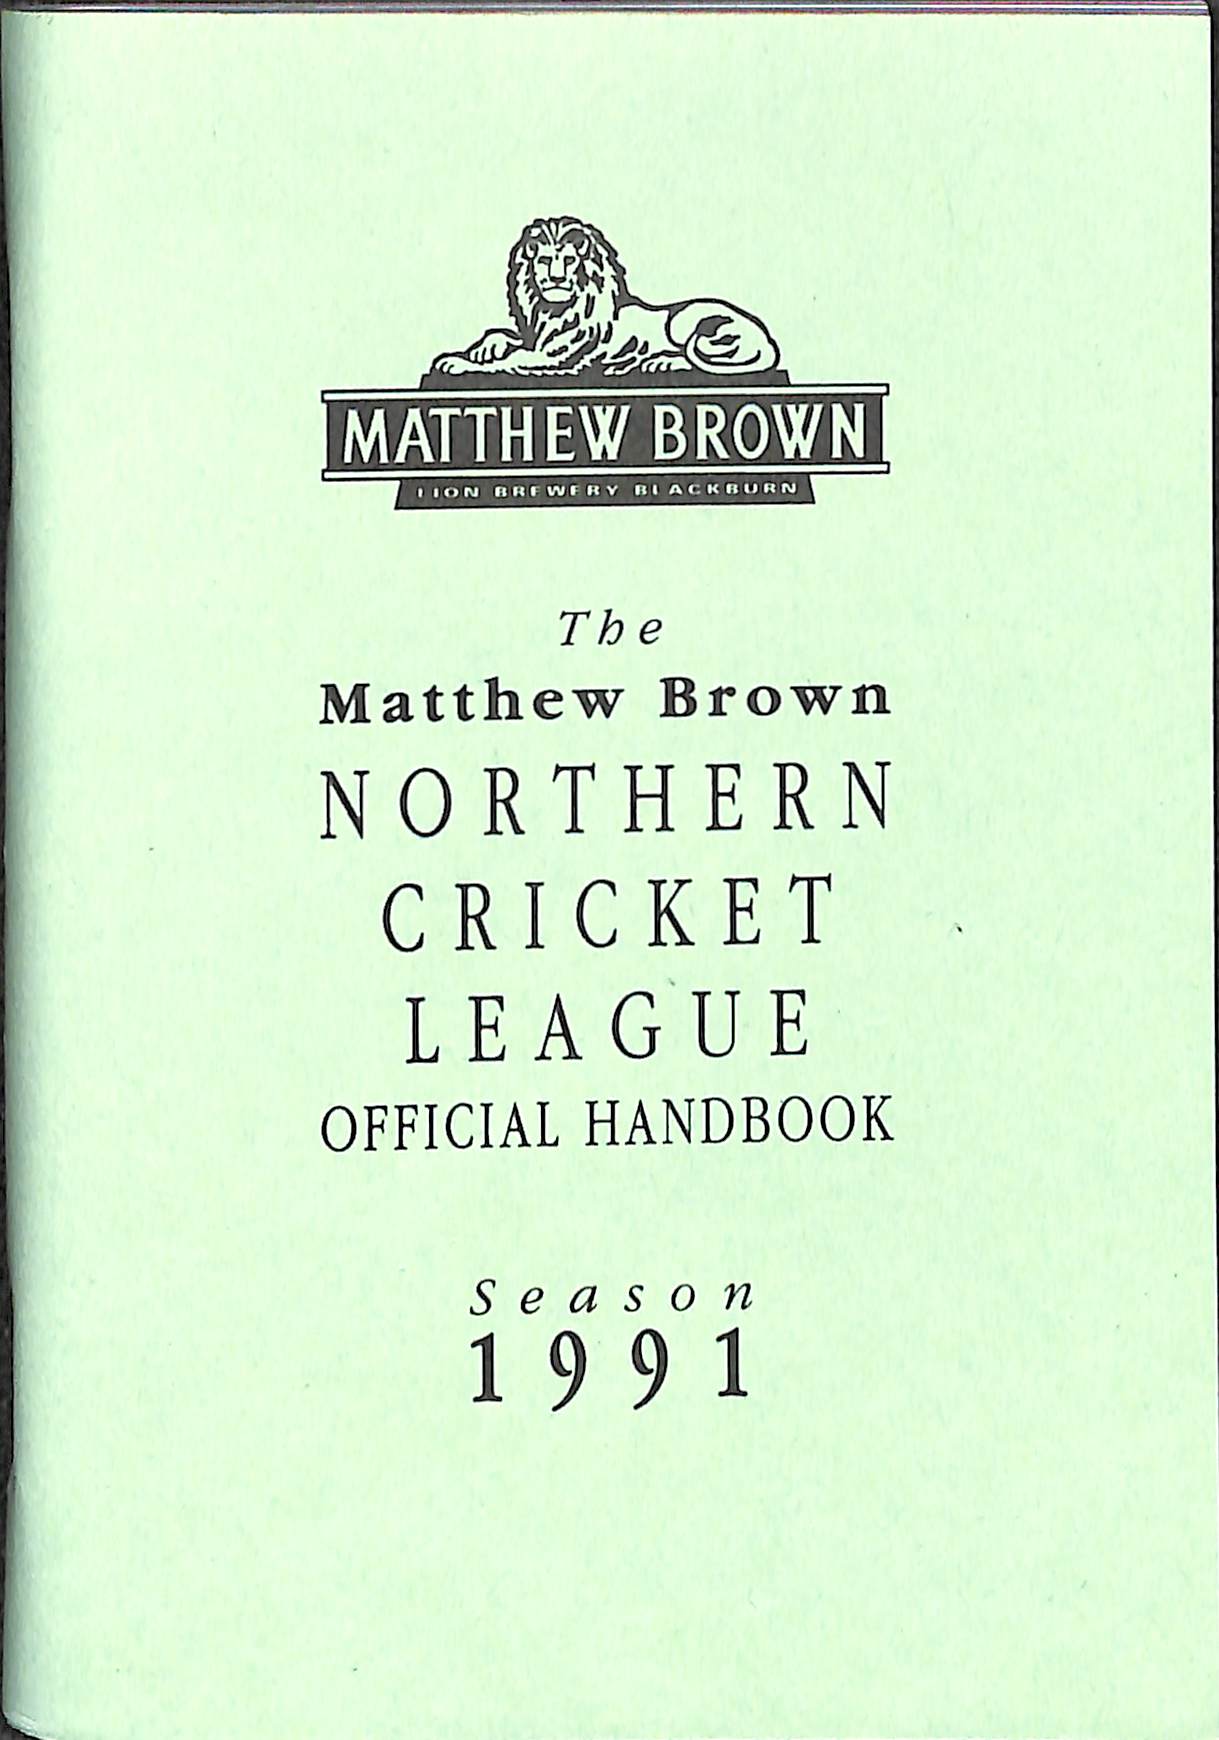 MATTHEW BROWN
LION BREWERY BLACKBURN
The
Matthew Brown
NORTHERN
CRICKET
LEAGUE
OFFICIAL HANDBOOK
Season
1991